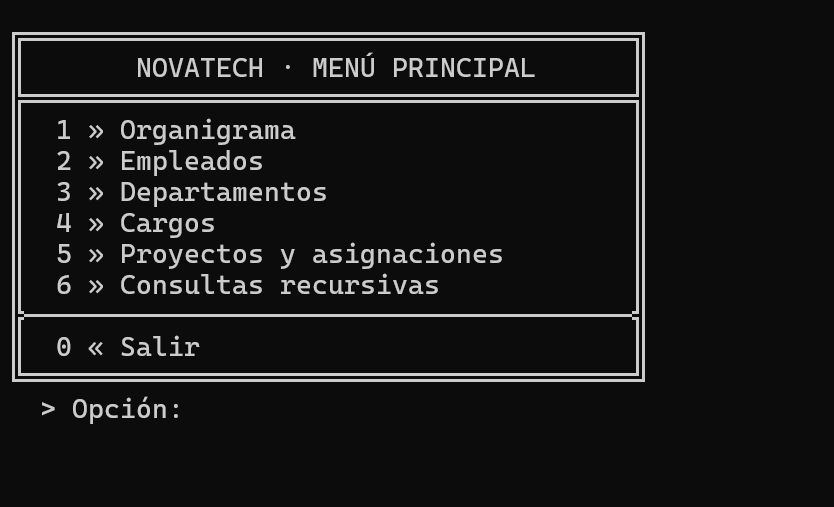 NOVATECH · MENÚ PRINCIPAL
1 » Organigrama
2 » Empleados
3 » Departamentos
4 » Cargos
5 » Proyectos y asignaciones
6 » Consultas recursivas
0 « Salir
> Opción: